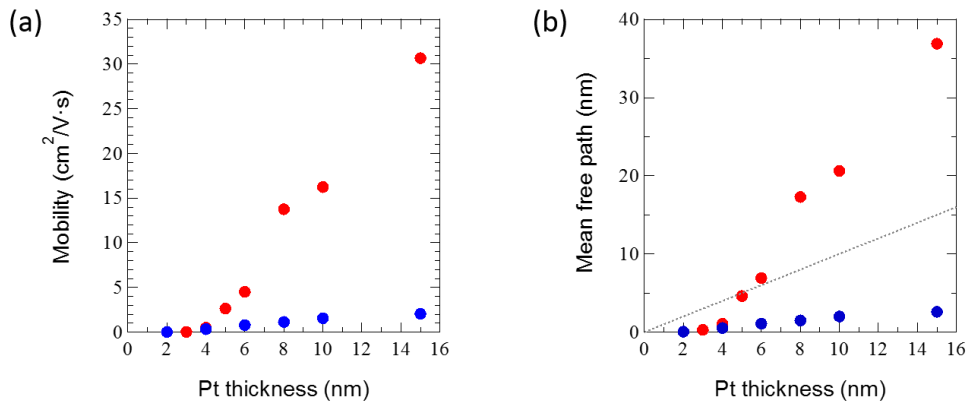 (a)
Mobility (cm²/V·s)
35
30
25
20
15
10
5
0
0 2 4 6 8 10 12 14 16
Pt thickness (nm)
(b)
Mean free path (nm)
40
30
20
10
0
0 2 4 6 8 10 12 14 16
Pt thickness (nm)